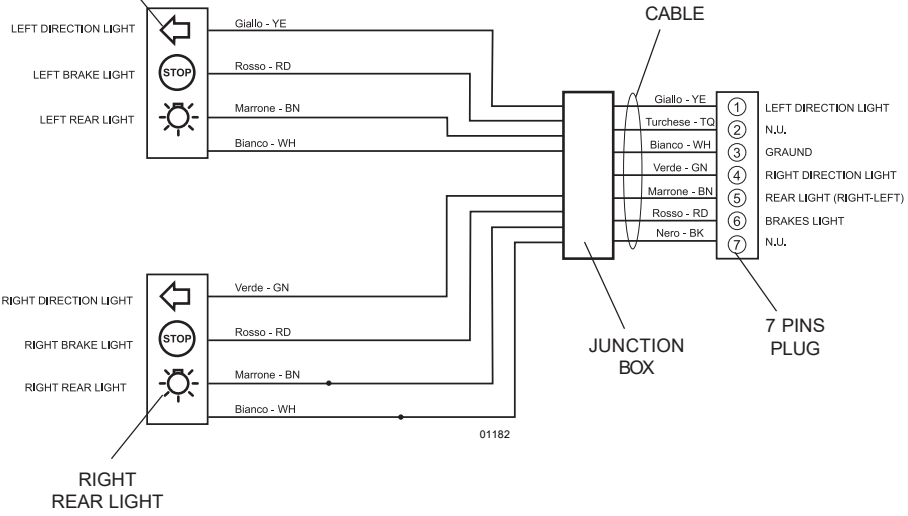 CABLE
LEFT DIRECTION LIGHT
Giallo - YE
STOP
LEFT BRAKE LIGHT
Rosso - RD
LEFT REAR LIGHT
Marrone - BN
Bianco - WH
Giallo - YE
1
LEFT DIRECTION LIGHT
Turchese - TQ
2
N.U.
Bianco - WH
3
GRAUND
Verde - GN
4
RIGHT DIRECTION LIGHT
Marrone - BN
5
REAR LIGHT (RIGHT-LEFT)
Rosso - RD
6
BRAKES LIGHT
Nero - BK
7
N.U.
RIGHT DIRECTION LIGHT
Verde - GN
STOP
RIGHT BRAKE LIGHT
Rosso - RD
RIGHT REAR LIGHT
Marrone - BN
Bianco - WH
JUNCTION
BOX
7 PINS
PLUG
01182
RIGHT
REAR LIGHT